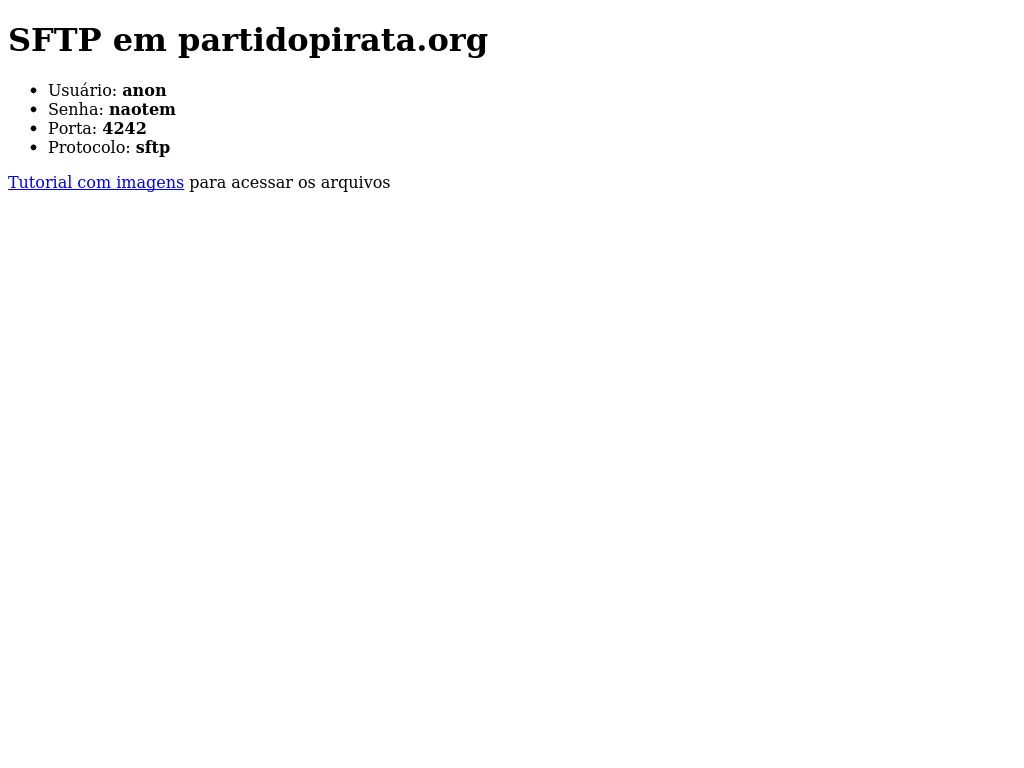 SFTP em partidopirata.org
Usuário: anon
Senha: naotem
Porta: 4242
Protocolo: sftp
Tutorial com imagens para acessar os arquivos